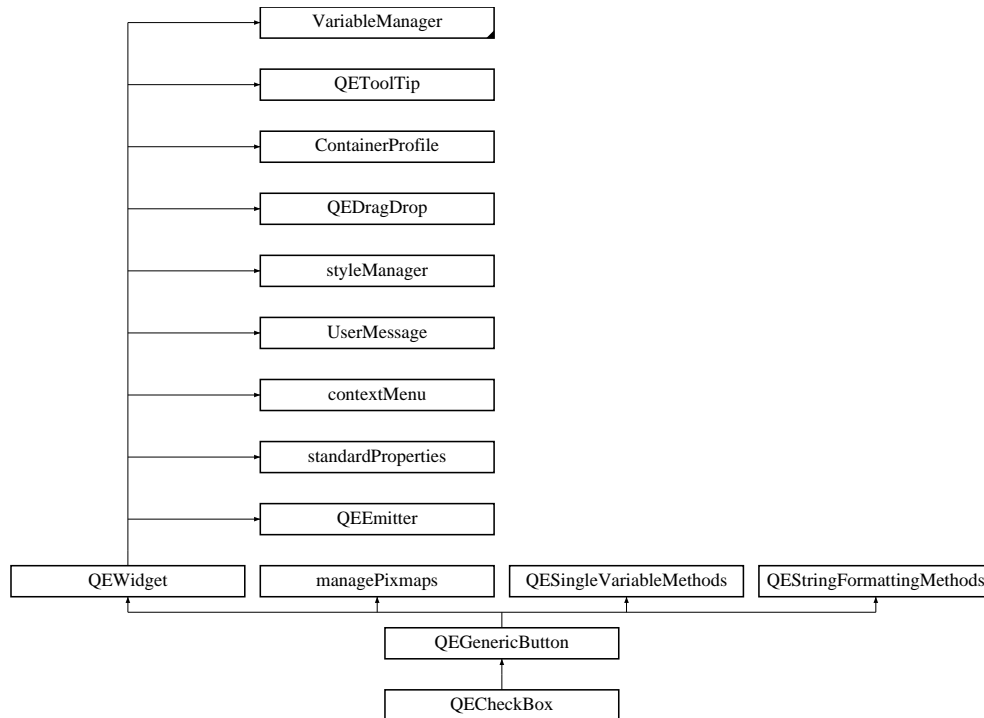 VariableManager
QEToolTip
ContainerProfile
QEDragDrop
styleManager
UserMessage
contextMenu
standardProperties
QEEmitter
QEWidget managePixmaps QESingleVariableMethods QEStringFormattingMethods
QEGenericButton
QECheckBox